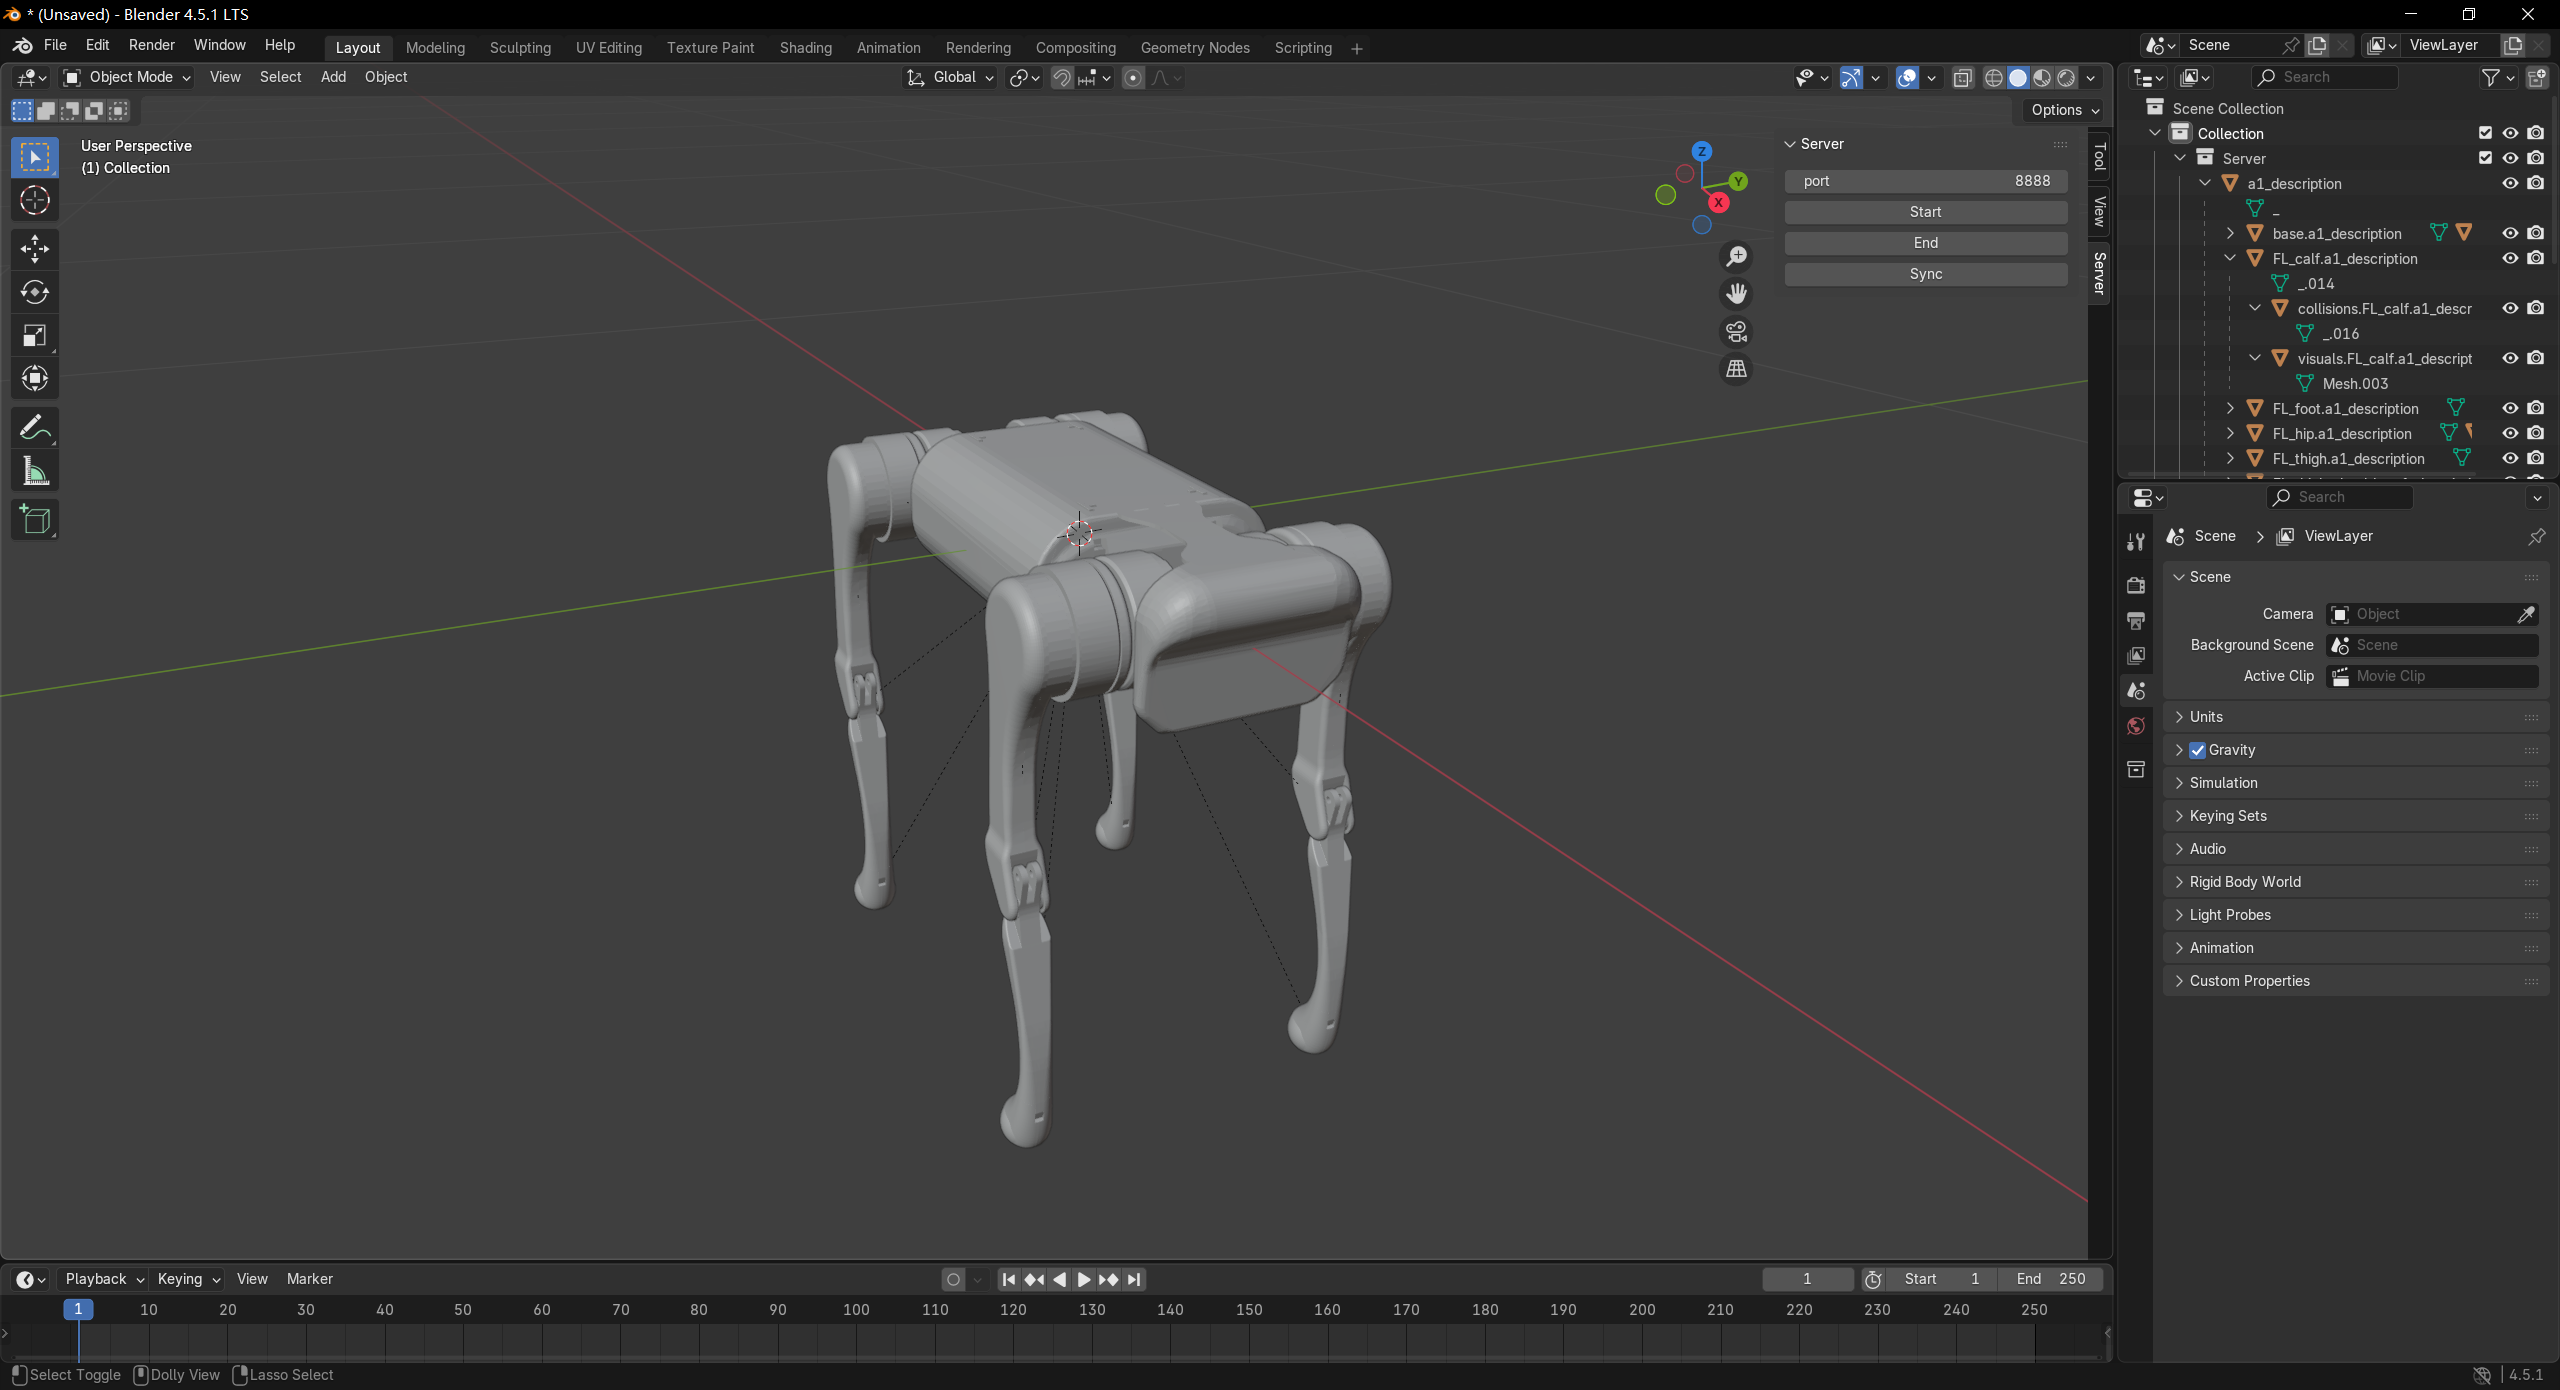 * (Unsaved) - Blender 4.5.1 LTS
File Edit Render Window Help Layout Modeling Sculpting UV Editing Texture Paint Shading Animation Rendering Compositing Geometry Nodes Scripting + Scene ViewLayer
Object Mode View Select Add Object Global Search
Options
User Perspective
(1) Collection
Z
Y
X
Server
port 8888
Start
End
Sync
Tool
View
Server
Scene Collection
Collection
Server
a1_description
_
base.a1_description
FL_calf.a1_description
_.014
collisions.FL_calf.a1_descr
_.016
visuals.FL_calf.a1_descript
Mesh.003
FL_foot.a1_description
FL_hip.a1_description
FL_thigh.a1_description
Search
Scene > ViewLayer
Scene
Camera Object
Background Scene Scene
Active Clip Movie Clip
Units
Gravity
Simulation
Keying Sets
Audio
Rigid Body World
Light Probes
Animation
Custom Properties
Playback Keying View Marker 1 Start 1 End 250
1 10 20 30 40 50 60 70 80 90 100 110 120 130 140 150 160 170 180 190 200 210 220 230 240 250
Select Toggle Dolly View Lasso Select 4.5.1